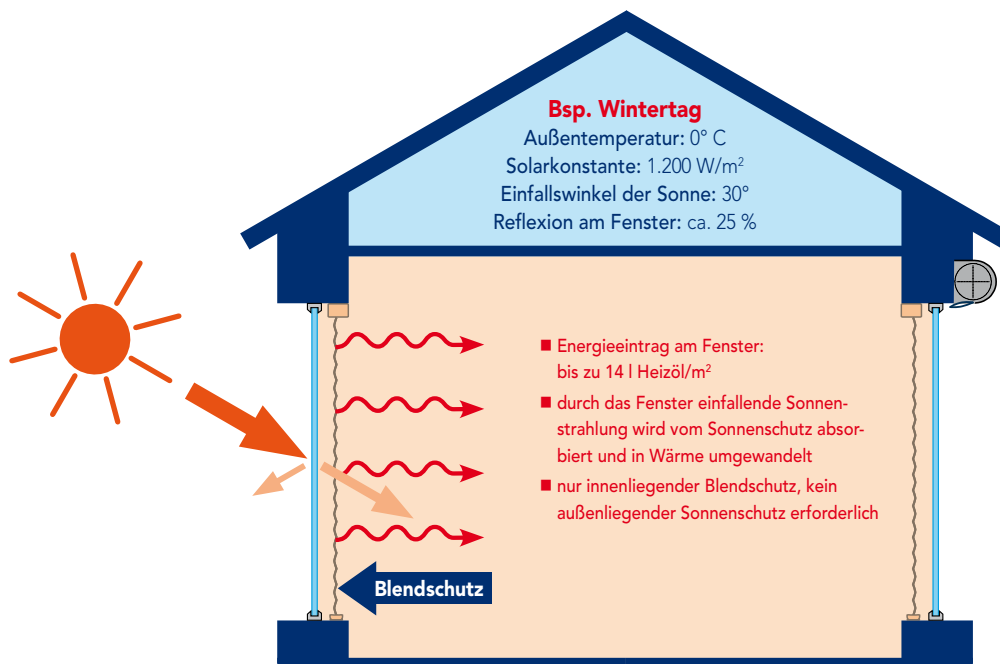 Bsp. Wintertag
Außentemperatur: 0° C
Solarkonstante: 1.200 W/m²
Einfallswinkel der Sonne: 30°
Reflexion am Fenster: ca. 25 %
■ Energieeintrag am Fenster:
bis zu 14 l Heizöl/m²
■ durch das Fenster einfallende Sonnen-
strahlung wird vom Sonnenschutz absor-
biert und in Wärme umgewandelt
■ nur innenliegender Blendschutz, kein
außenliegender Sonnenschutz erforderlich
Blendschutz